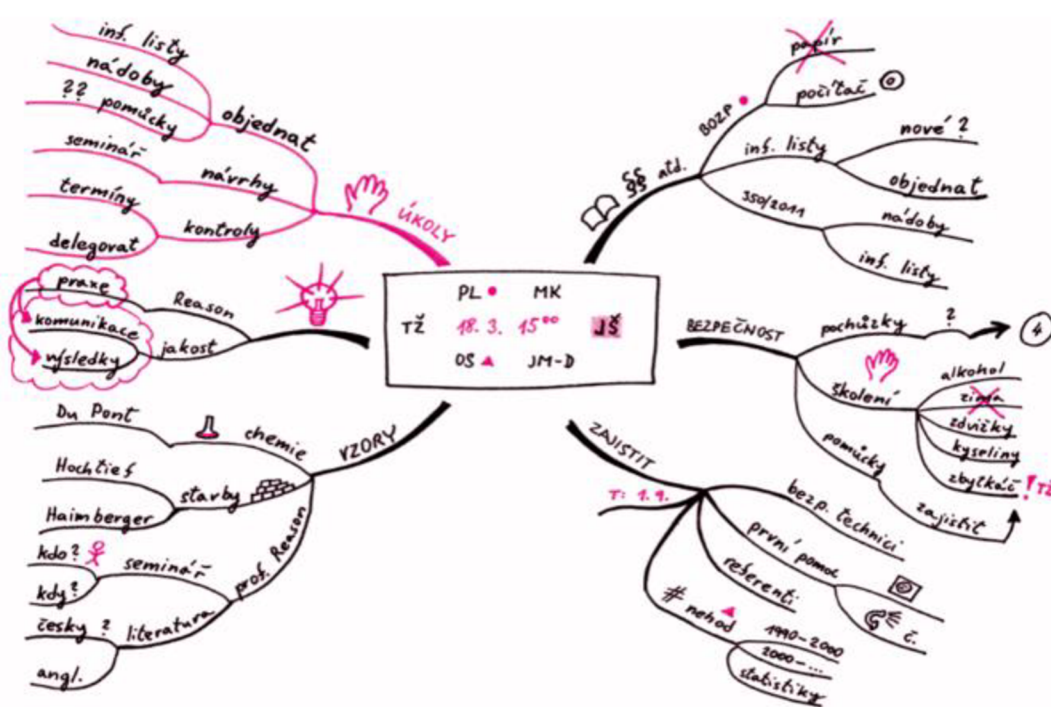 PL MK
TŽ 18. 3. 15⁰⁰ JŠ
OS JM-D
ÚKOLY
objednat
inf. listy
nádoby
?? pomůcky
návrhy
seminář
kontroly
termíny
delegovat
Reason
praxe
jakost
komunikace
výsledky
VZORY
chemie
Du Pont
stavby
Hochtief
Haimberger
prof. Reason
seminář
kdo?
kdy?
literatura
česky ?
angl.
§§ §§ atd.
BOZP
papír
počítač
inf. listy
nové ?
objednat
350/2011
nádoby
inf. listy
BEZPEČNOST
pochůzky
?
4
školení
alkohol
zima
zdvižky
kyseliny
zbytkáč ! TŽ
pomůcky
zajistit
ZAJISTIT
T: 1. 9.
bezp. technici
první pomoc
č.
referenti
# nehod
1990-2000
2000-...
statistiky